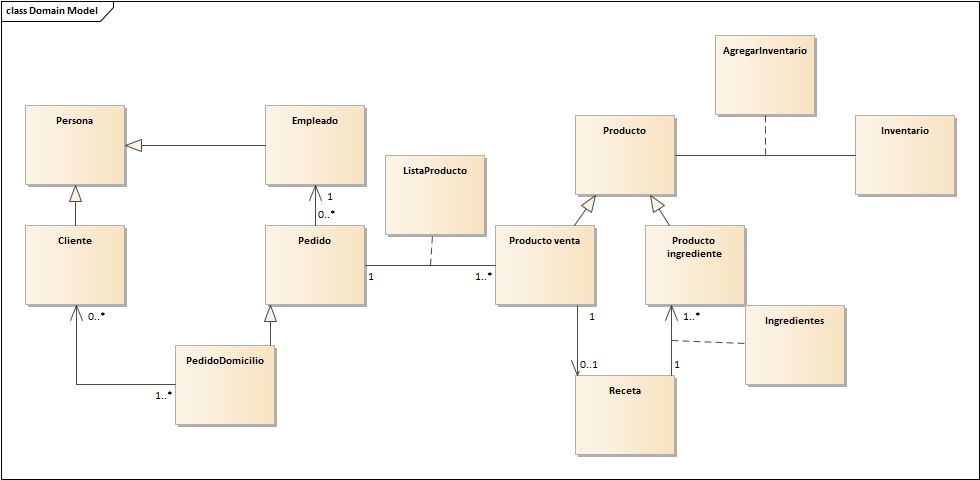 class Domain Model
AgregarInventario
Persona
Empleado
Producto
Inventario
ListaProducto
1
0..*
Cliente
Pedido
Producto venta
Producto
ingrediente
1
1..*
0..*
1
1..*
Ingredientes
PedidoDomicilio
0..1
1
1..*
Receta